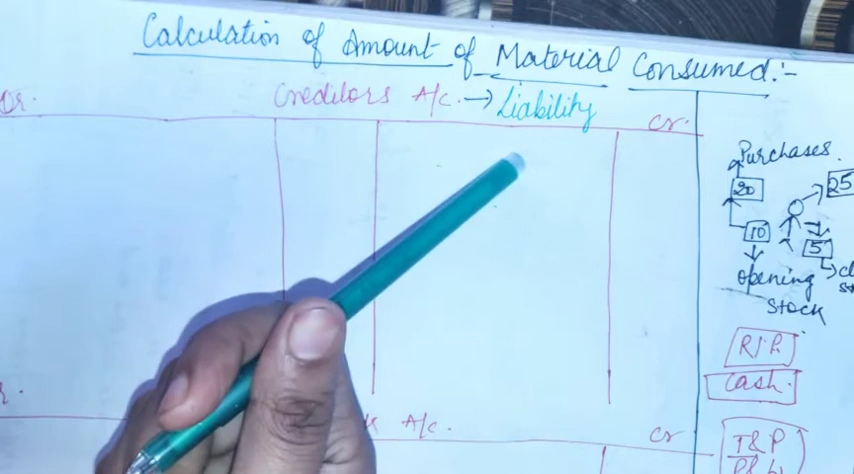 Calculation of Amount of Material Consumed:-
Dr. Creditors A/c. → Liability Cr.
Purchases.
20
25
10
5
opening
stock
R/P
Cash.
A/c. Cr
T&P